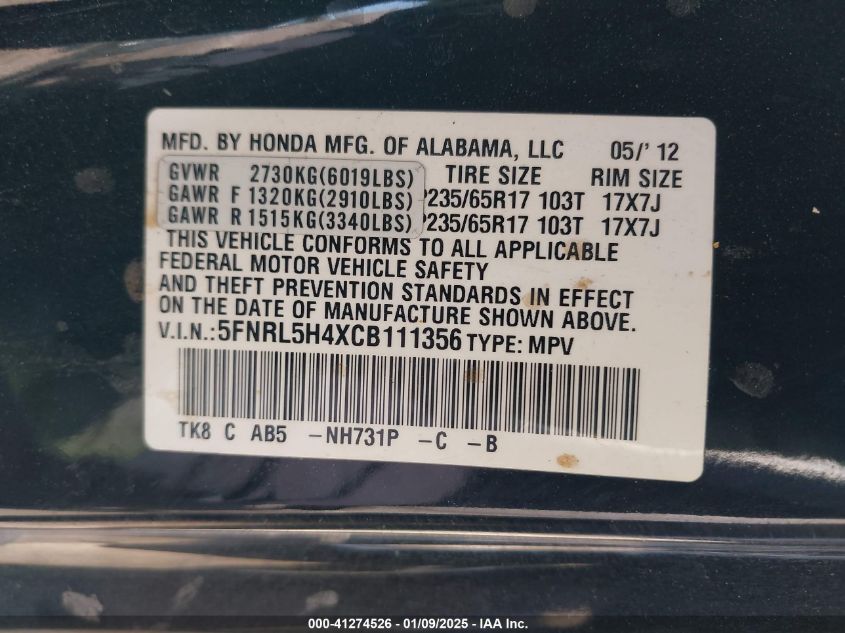 MFD. BY HONDA MFG. OF ALABAMA, LLC 05/' 12
GVWR 2730KG(6019LBS) TIRE SIZE RIM SIZE
GAWR F 1320KG(2910LBS) P235/65R17 103T 17X7J
GAWR R 1515KG(3340LBS) P235/65R17 103T 17X7J
THIS VEHICLE CONFORMS TO ALL APPLICABLE
FEDERAL MOTOR VEHICLE SAFETY
AND THEFT PREVENTION STANDARDS IN EFFECT
ON THE DATE OF MANUFACTURE SHOWN ABOVE.
V.I.N.: 5FNRL5H4XCB111356 TYPE: MPV
TK8 C AB5 -NH731P -C -B
000-41274526 - 01/09/2025 - IAA Inc.